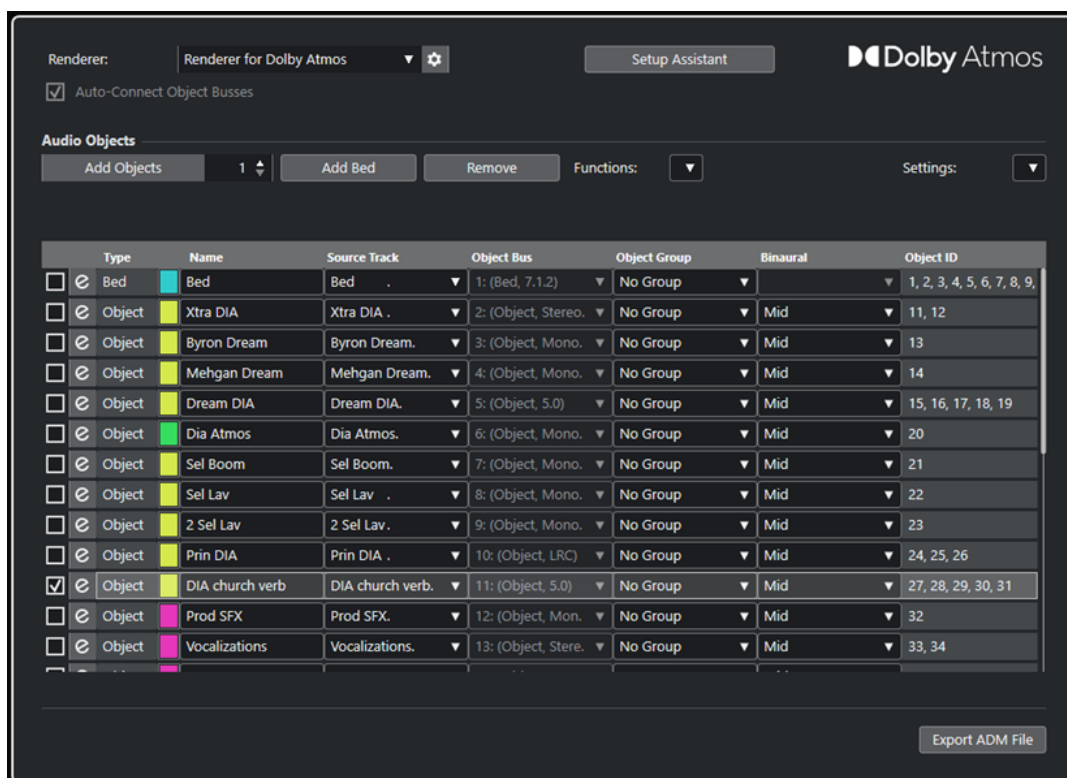 Renderer: Renderer for Dolby Atmos Setup Assistant Dolby Atmos
Auto-Connect Object Busses
Audio Objects
Add Objects 1 Add Bed Remove Functions: Settings:
Type Name Source Track Object Bus Object Group Binaural Object ID
e Bed Bed Bed . 1: (Bed, 7.1.2) No Group 1, 2, 3, 4, 5, 6, 7, 8, 9,
e Object Xtra DIA Xtra DIA . 2: (Object, Stereo. No Group Mid 11, 12
e Object Byron Dream Byron Dream. 3: (Object, Mono. No Group Mid 13
e Object Mehgan Dream Mehgan Dream. 4: (Object, Mono. No Group Mid 14
e Object Dream DIA Dream DIA. 5: (Object, 5.0) No Group Mid 15, 16, 17, 18, 19
e Object Dia Atmos Dia Atmos. 6: (Object, Mono. No Group Mid 20
e Object Sel Boom Sel Boom. 7: (Object, Mono. No Group Mid 21
e Object Sel Lav Sel Lav . 8: (Object, Mono. No Group Mid 22
e Object 2 Sel Lav 2 Sel Lav. 9: (Object, Mono. No Group Mid 23
e Object Prin DIA Prin DIA . 10: (Object, LRC) No Group Mid 24, 25, 26
e Object DIA church verb DIA church verb. 11: (Object, 5.0) No Group Mid 27, 28, 29, 30, 31
e Object Prod SFX Prod SFX. 12: (Object, Mon. No Group Mid 32
e Object Vocalizations Vocalizations. 13: (Object, Stere. No Group Mid 33, 34
Export ADM File